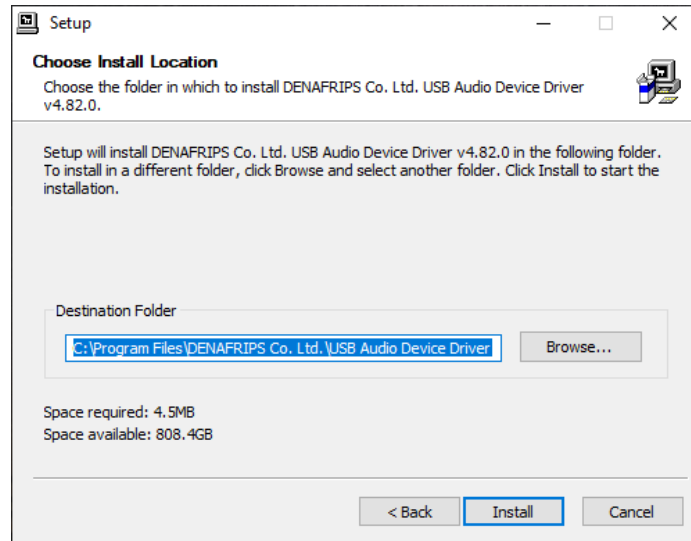 Setup
Choose Install Location
Choose the folder in which to install DENAFRIPS Co. Ltd. USB Audio Device Driver
v4.82.0.
Setup will install DENAFRIPS Co. Ltd. USB Audio Device Driver v4.82.0 in the following folder.
To install in a different folder, click Browse and select another folder. Click Install to start the
installation.
Destination Folder
C:\Program Files\DENAFRIPS Co. Ltd.\USB Audio Device Driver
Browse...
Space required: 4.5MB
Space available: 808.4GB
< Back
Install
Cancel